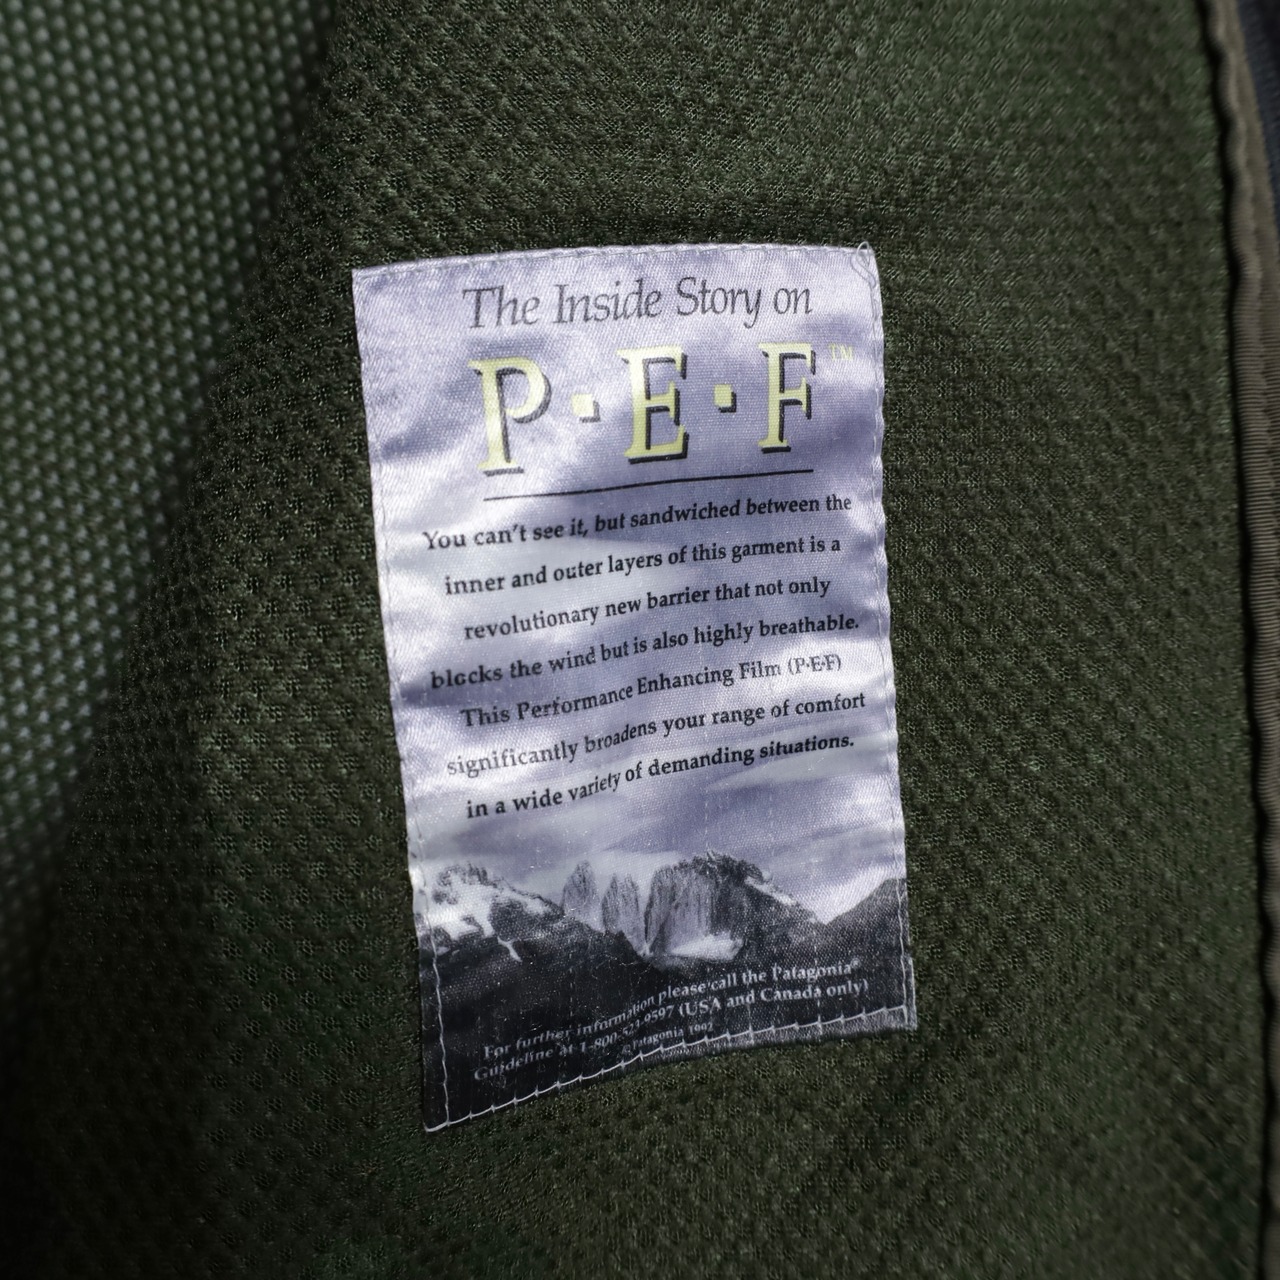 The Inside Story on
P·E·F™
You can't see it, but sandwiched between the
inner and outer layers of this garment is a
revolutionary new barrier that not only
blocks the wind but is also highly breathable.
This Performance Enhancing Film (P·E·F)
significantly broadens your range of comfort
in a wide variety of demanding situations.
For further information please call the Patagonia®
Guideline at 1-800-523-9597 (USA and Canada only)
©Patagonia 1992